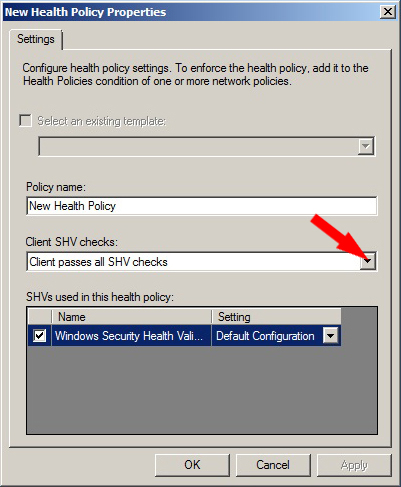 New Health Policy Properties
Settings
Configure health policy settings. To enforce the health policy, add it to the
Health Policies condition of one or more network policies.
Select an existing template:
Policy name:
New Health Policy
Client SHV checks:
Client passes all SHV checks
SHVs used in this health policy:
Name Setting
Windows Security Health Vali... Default Configuration
OK Cancel Apply